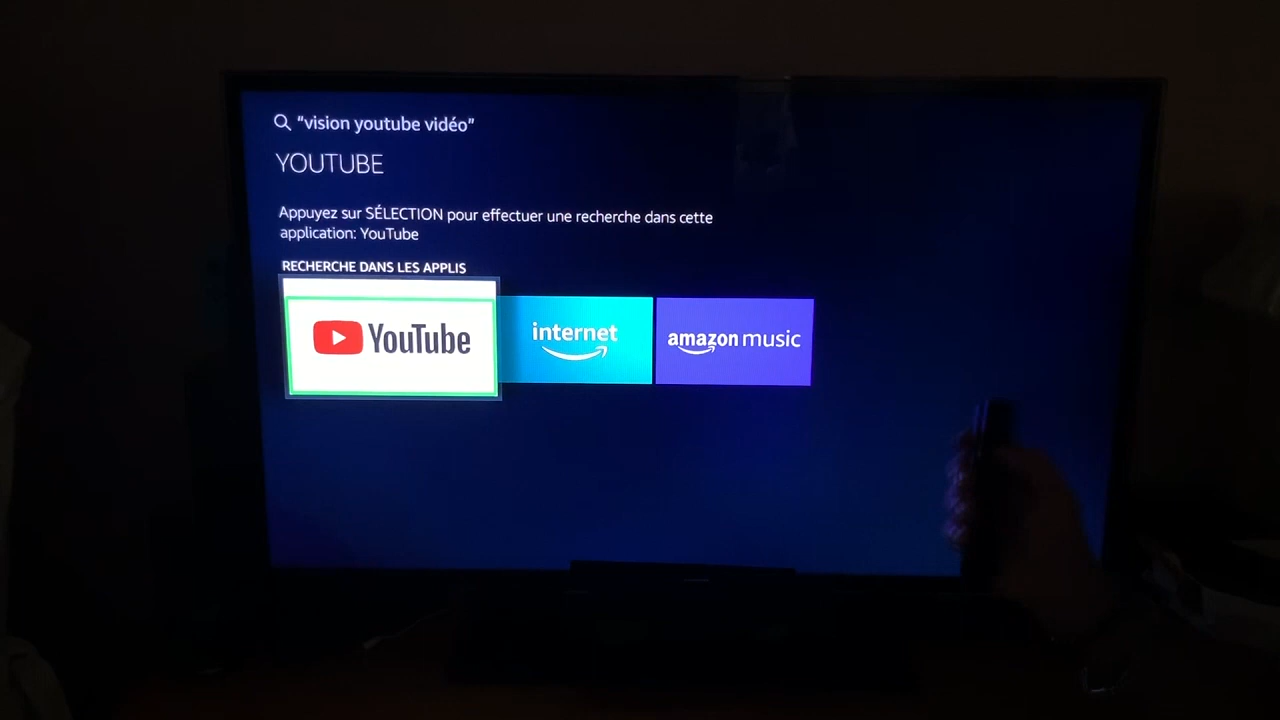 “vision youtube vidéo”
YOUTUBE
Appuyez sur SÉLECTION pour effectuer une recherche dans cette
application: YouTube
RECHERCHE DANS LES APPLIS
YouTube
internet
amazon music